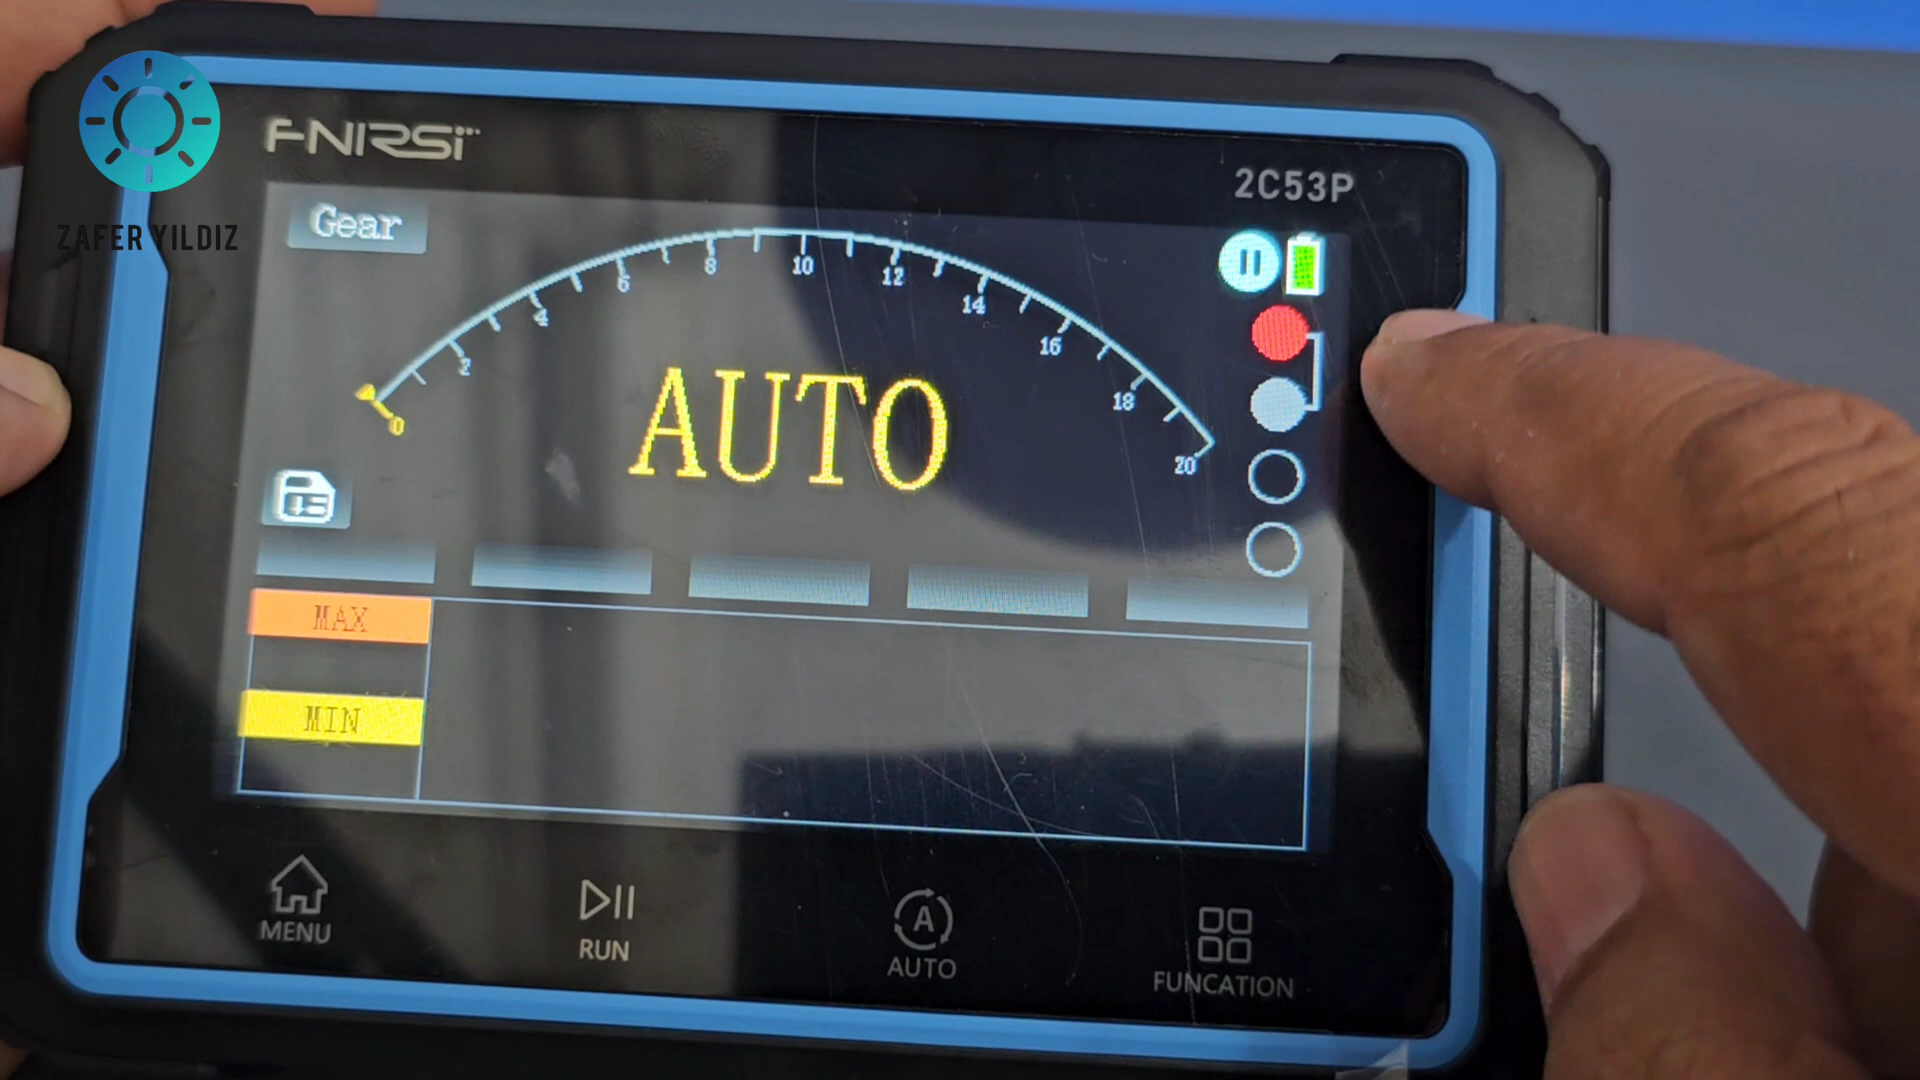 FNIRSI
2C53P
ZAFER YILDIZ
Gear
0 2 4 6 8 10 12 14 16 18 20
AUTO
MAX
MIN
MENU
RUN
A
AUTO
FUNCATION